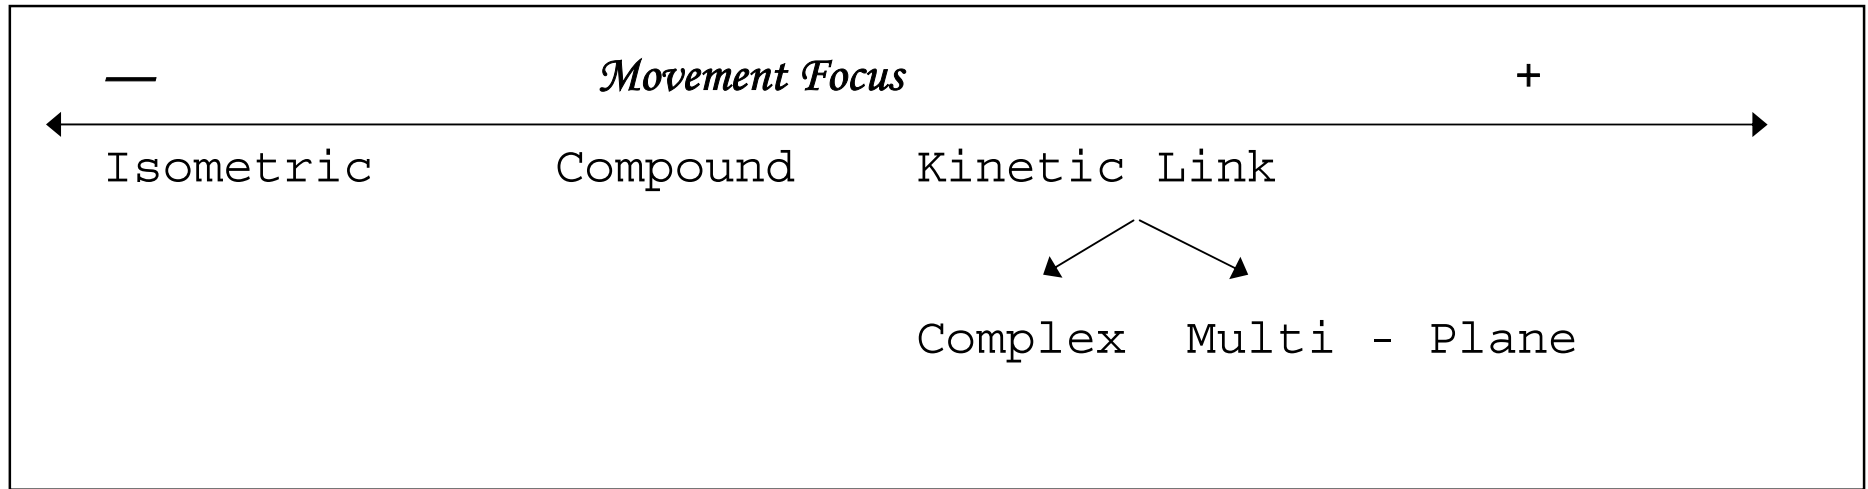 — Movement Focus +
Isometric Compound Kinetic Link
Complex Multi - Plane